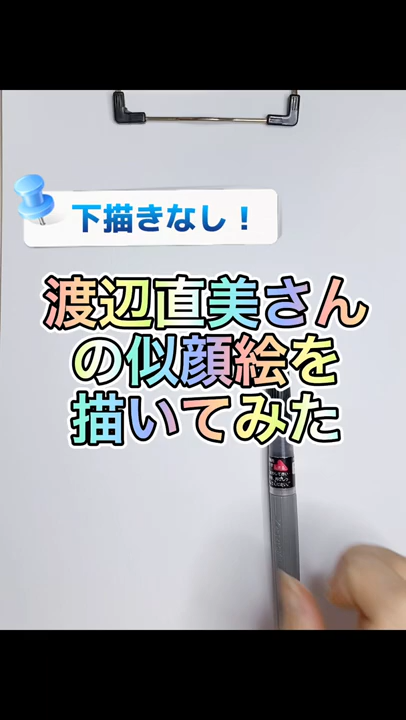 下描きなし！
渡辺直美さん
の似顔絵を
描いてみた